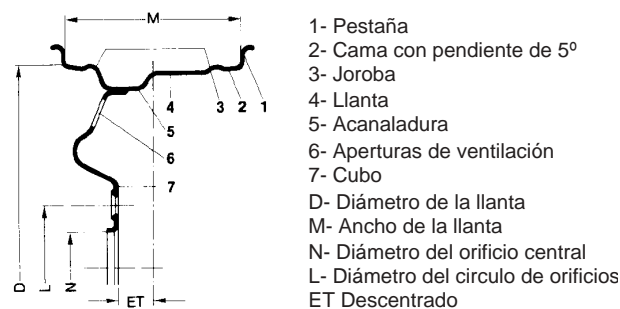 M
1- Pestaña
2- Cama con pendiente de 5º
3- Joroba
4- Llanta
5- Acanaladura
6- Aperturas de ventilación
7- Cubo
D- Diámetro de la llanta
M- Ancho de la llanta
N- Diámetro del orificio central
L- Diámetro del circulo de orificios
ET Descentrado
4 3 2 1
5
6
7
D L N
ET